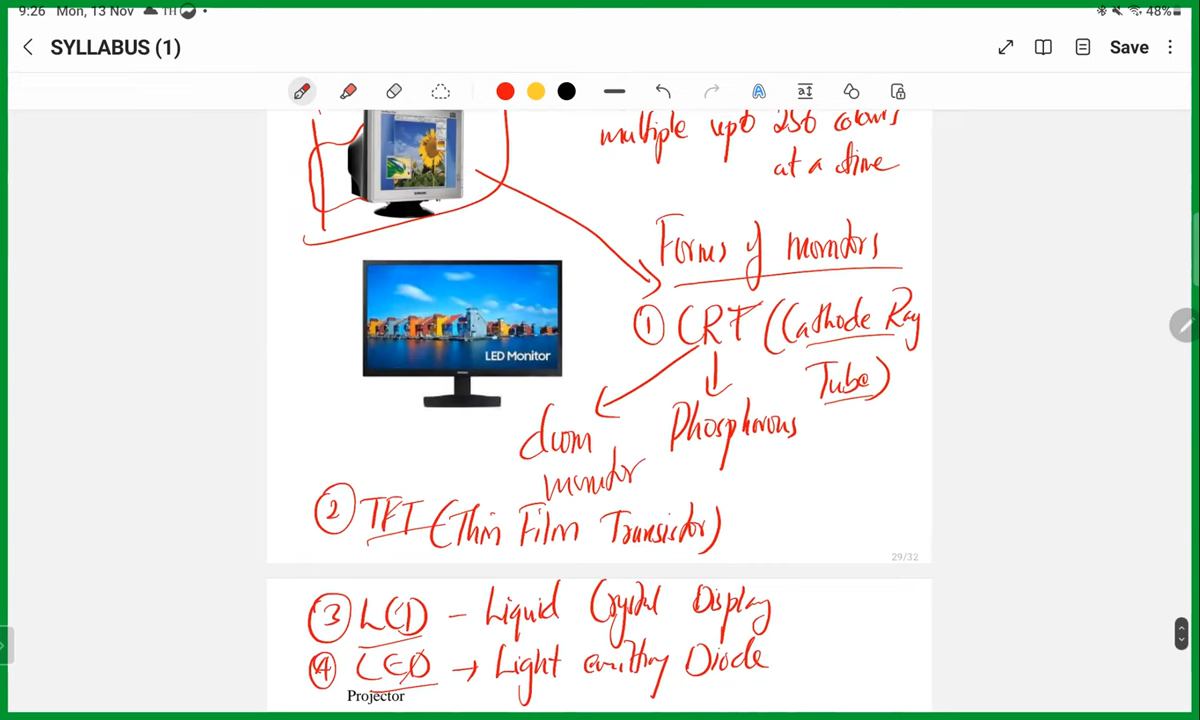 9:26 Mon, 13 Nov TH
48%
SYLLABUS (1)
Save
multiple upto 256 colours
at a time
Forms of monitors
① CRT (Cathode Ray
Tube)
LED Monitor
Phosphorous
monitor
② TFT (Thin Film Transistor)
29/32
③ LCD - Liquid Crystal Display
④ LED → Light emitting Diode
Projector